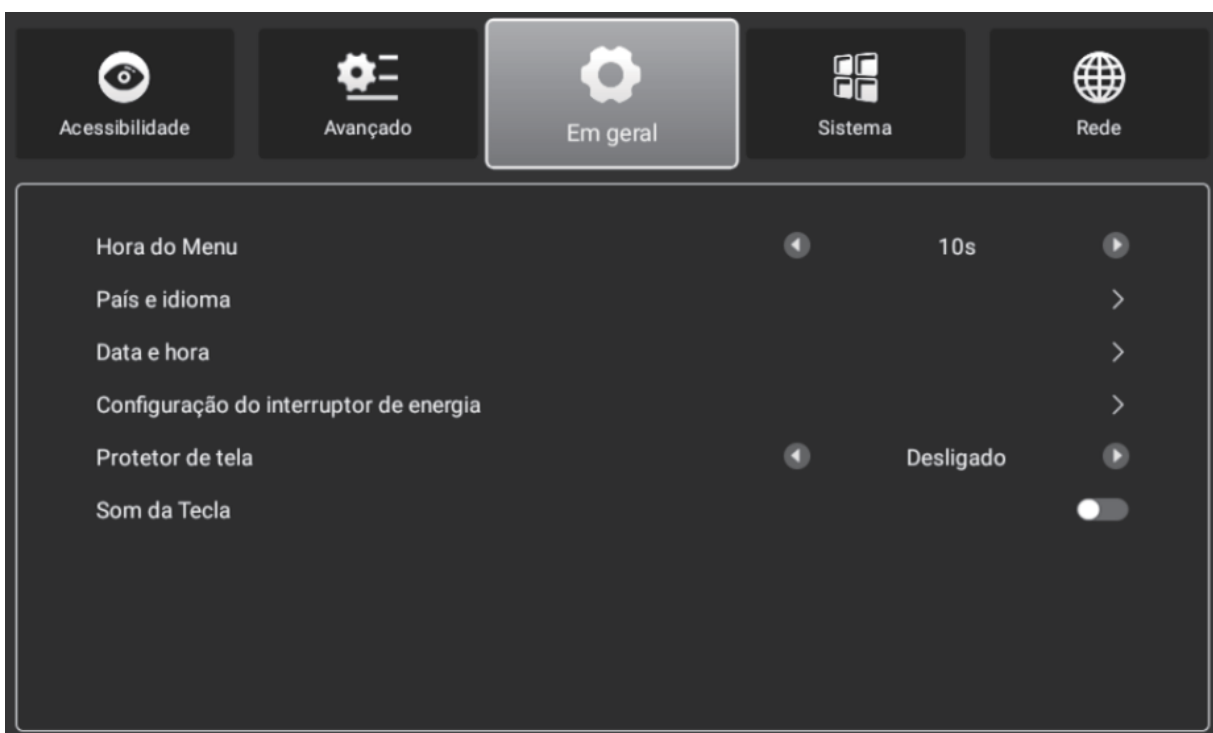 Acessibilidade
Avançado
Em geral
Sistema
Rede
Hora do Menu 10s
País e idioma
Data e hora
Configuração do interruptor de energia
Protetor de tela Desligado
Som da Tecla